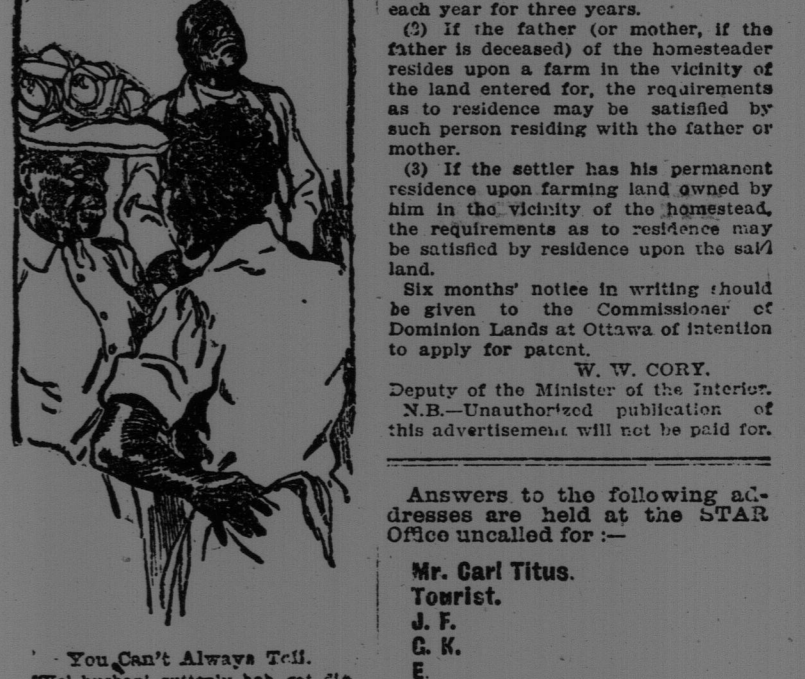 You Can't Always Tell.
each year for three years.
(2) If the father (or mother, if the
father is deceased) of the homesteader
resides upon a farm in the vicinity of
the land entered for, the requirements
as to residence may be satisfied by
such person residing with the father or
mother.
(3) If the settler has his permanent
residence upon farming land owned by
him in the vicinity of the homestead,
the requirements as to residence may
be satisfied by residence upon the said
land.
Six months' notice in writing should
be given to the Commissioner of
Dominion Lands at Ottawa of intention
to apply for patent.
W. W. CORY.
Deputy of the Minister of the Interior.
N.B.—Unauthorized publication of
this advertisement will not be paid for.
Answers to the following ad-
dresses are held at the STAR
Office uncalled for :—
Mr. Carl Titus.
Tourist.
J. F.
G. K.
E.